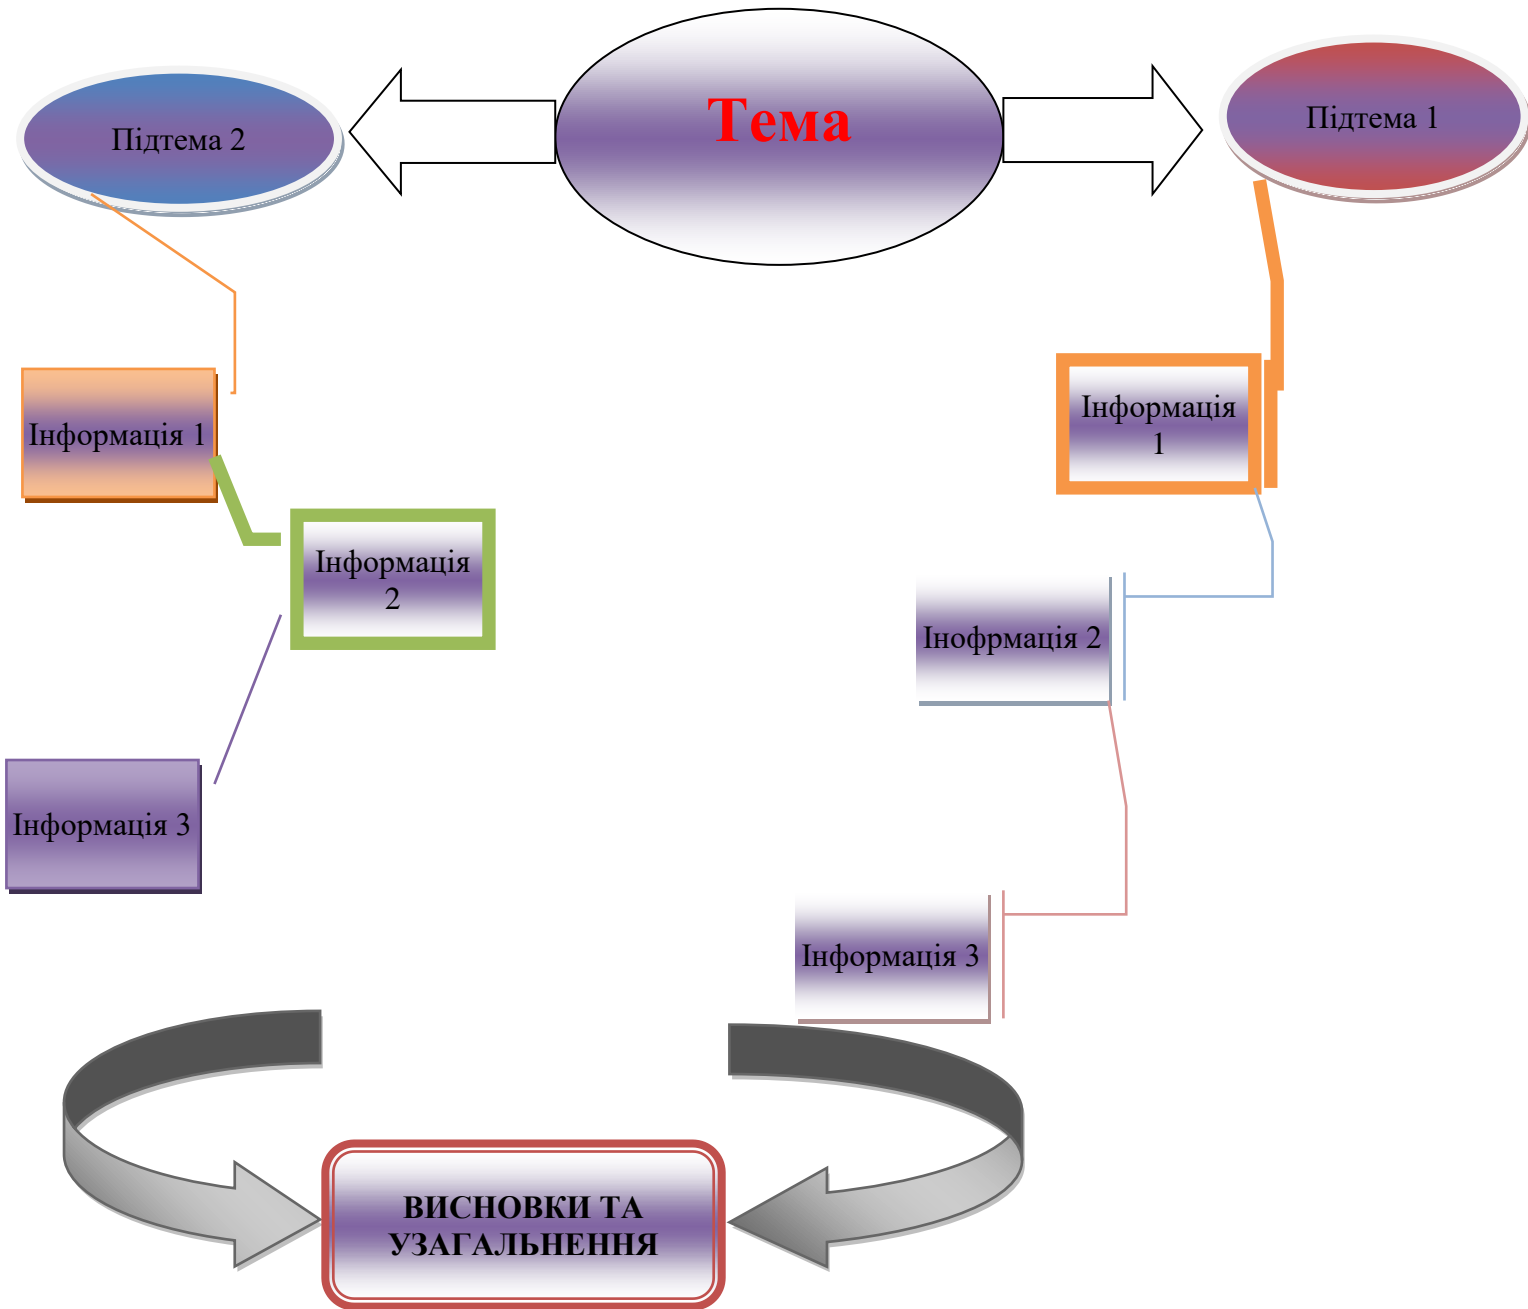 Тема
Підтема 2
Підтема 1
Інформація 1
Інформація
2
Інформація 3
Інформація
1
Інофрмація 2
Інформація 3
ВИСНОВКИ ТА
УЗАГАЛЬНЕННЯ